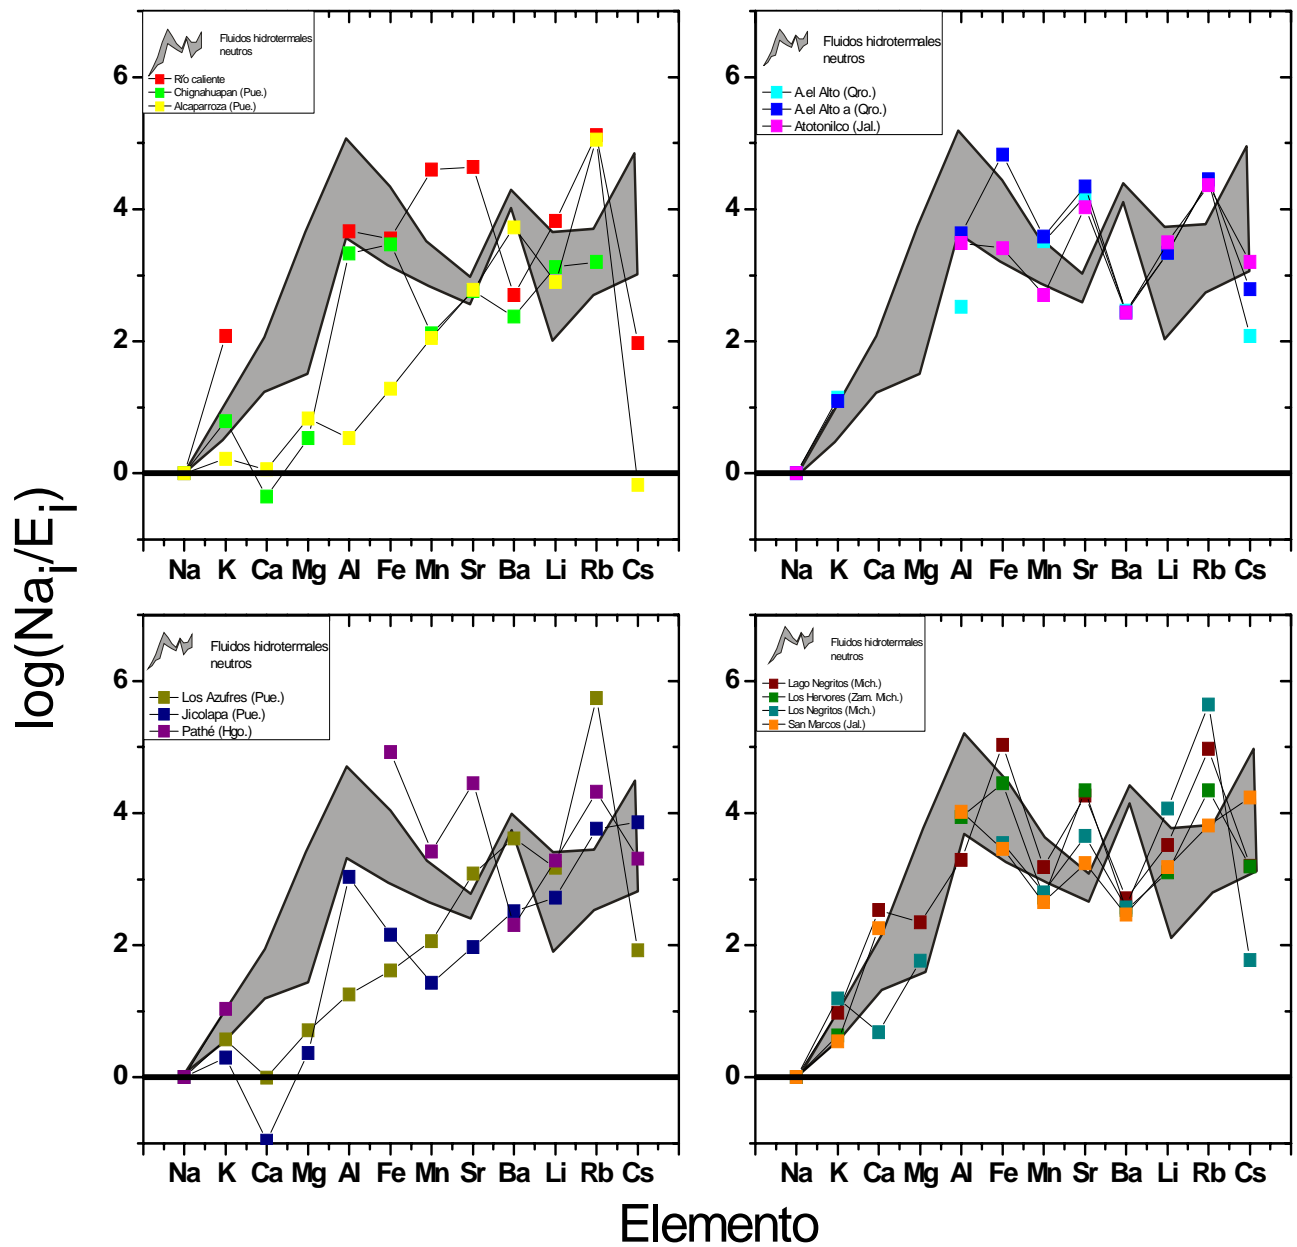 log(Na_i/E_i)
Fluidos hidrotermales
neutros
Río caliente
Chignahuapan (Pue.)
Alcaparroza (Pue.)
6
4
2
0
Na K Ca Mg Al Fe Mn Sr Ba Li Rb Cs
Fluidos hidrotermales
neutros
A.el Alto (Qro.)
A.el Alto a (Qro.)
Atotonilco (Jal.)
6
4
2
0
Na K Ca Mg Al Fe Mn Sr Ba Li Rb Cs
Fluidos hidrotermales
neutros
Los Azufres (Pue.)
Jicolapa (Pue.)
Pathé (Hgo.)
6
4
2
0
Na K Ca Mg Al Fe Mn Sr Ba Li Rb Cs
Fluidos hidrotermales
neutros
Lago Negritos (Mich.)
Los Hervores (Zam. Mich.)
Los Negritos (Mich.)
San Marcos (Jal.)
6
4
2
0
Na K Ca Mg Al Fe Mn Sr Ba Li Rb Cs
Elemento